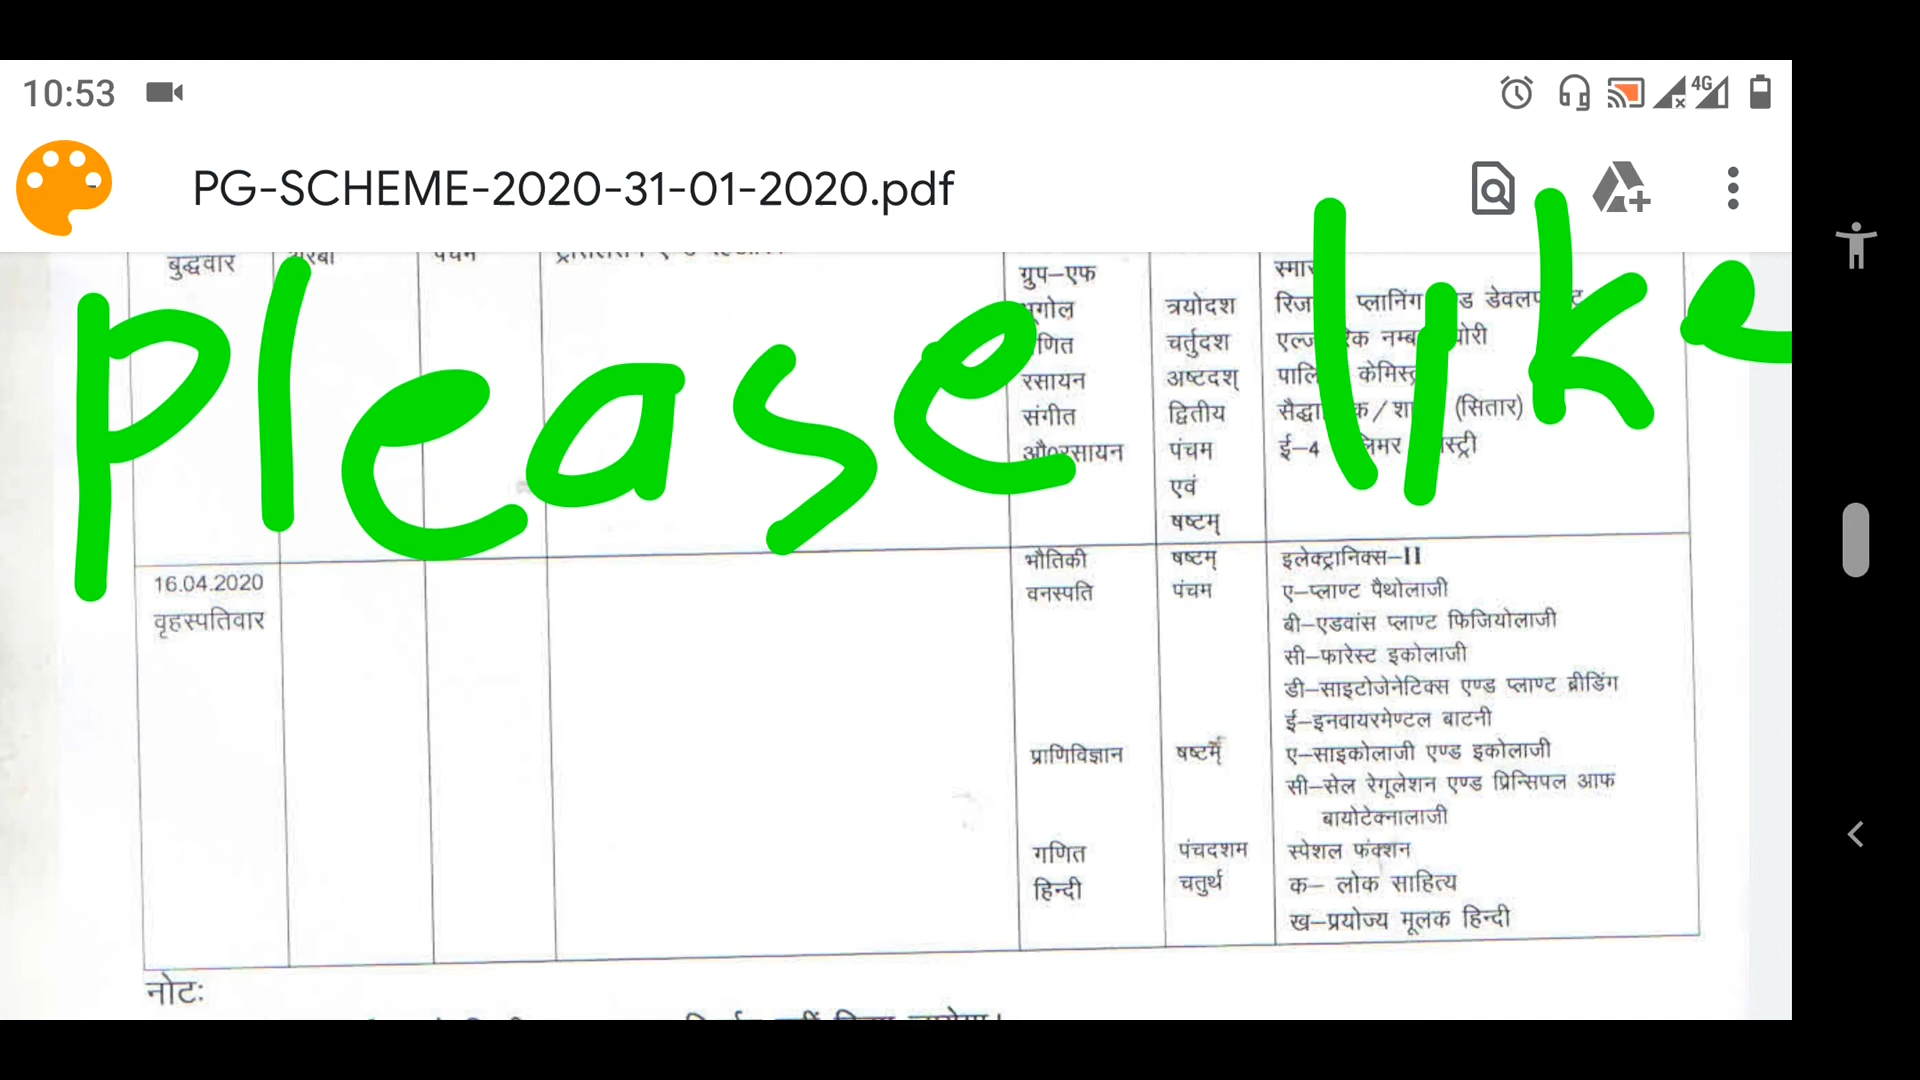 10:53 4G
PG-SCHEME-2020-31-01-2020.pdf
please like
बुद्धवार
ग्रुप-एफ
त्रयोदश प्लानिंग
चर्तुदश
रसायन अष्टदश् केमिस्
संगीत द्वितीय (सितार)
पंचम ई-4
एवं
षष्टम्
16.04.2020 भौतिकी षष्टम् इलेक्ट्रानिक्स-II
वृहस्पतिवार वनस्पति पंचम ए-प्लाण्ट पैथोलाजी
बी-एडवांस प्लाण्ट फिजियोलाजी
सी-फारेस्ट इकोलाजी
डी-साइटोजेनेटिक्स एण्ड प्लाण्ट ब्रीडिंग
ई-इनवायरमेण्टल बाटनी
प्राणिविज्ञान षष्टम् ए-साइकोलाजी एण्ड इकोलाजी
सी-सेल रेगूलेशन एण्ड प्रिन्सिपल आफ
बायोटेक्नालाजी
गणित पंचदशम स्पेशल फंक्शन
हिन्दी चतुर्थ क- लोक साहित्य
ख-प्रयोज्य मूलक हिन्दी
नोटः